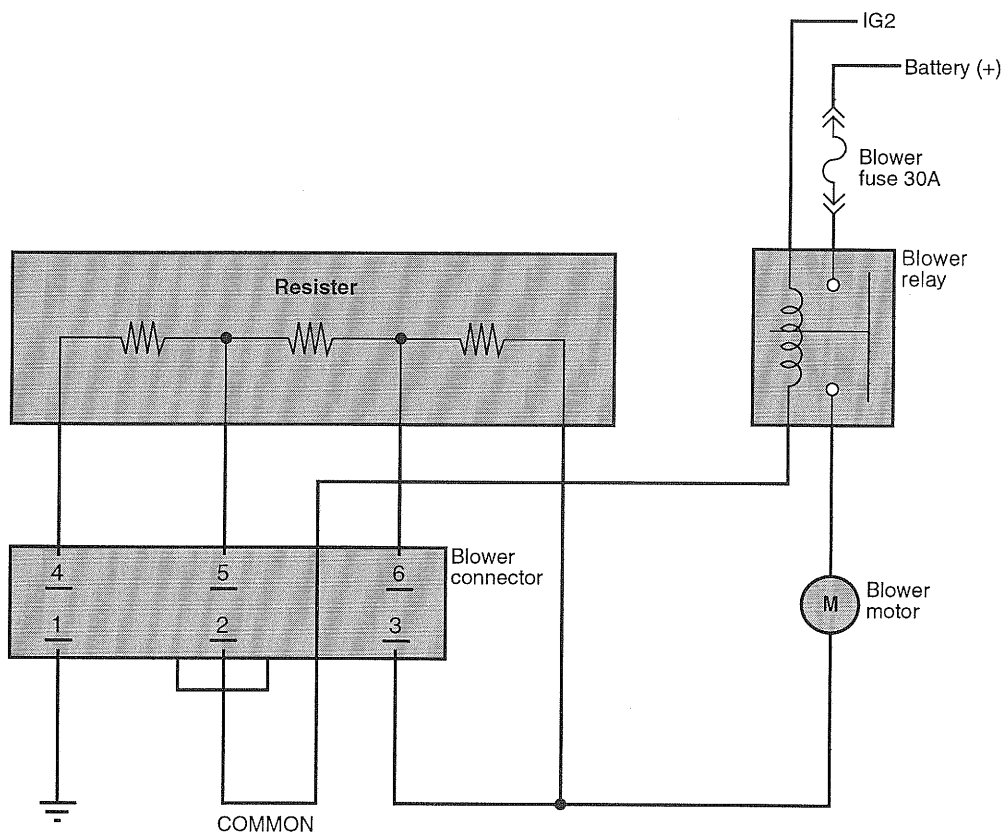 IG2
Battery (+)
Blower
fuse 30A
Blower
relay
Resister
Blower
connector
4 5 6
1 2 3
M
Blower
motor
COMMON